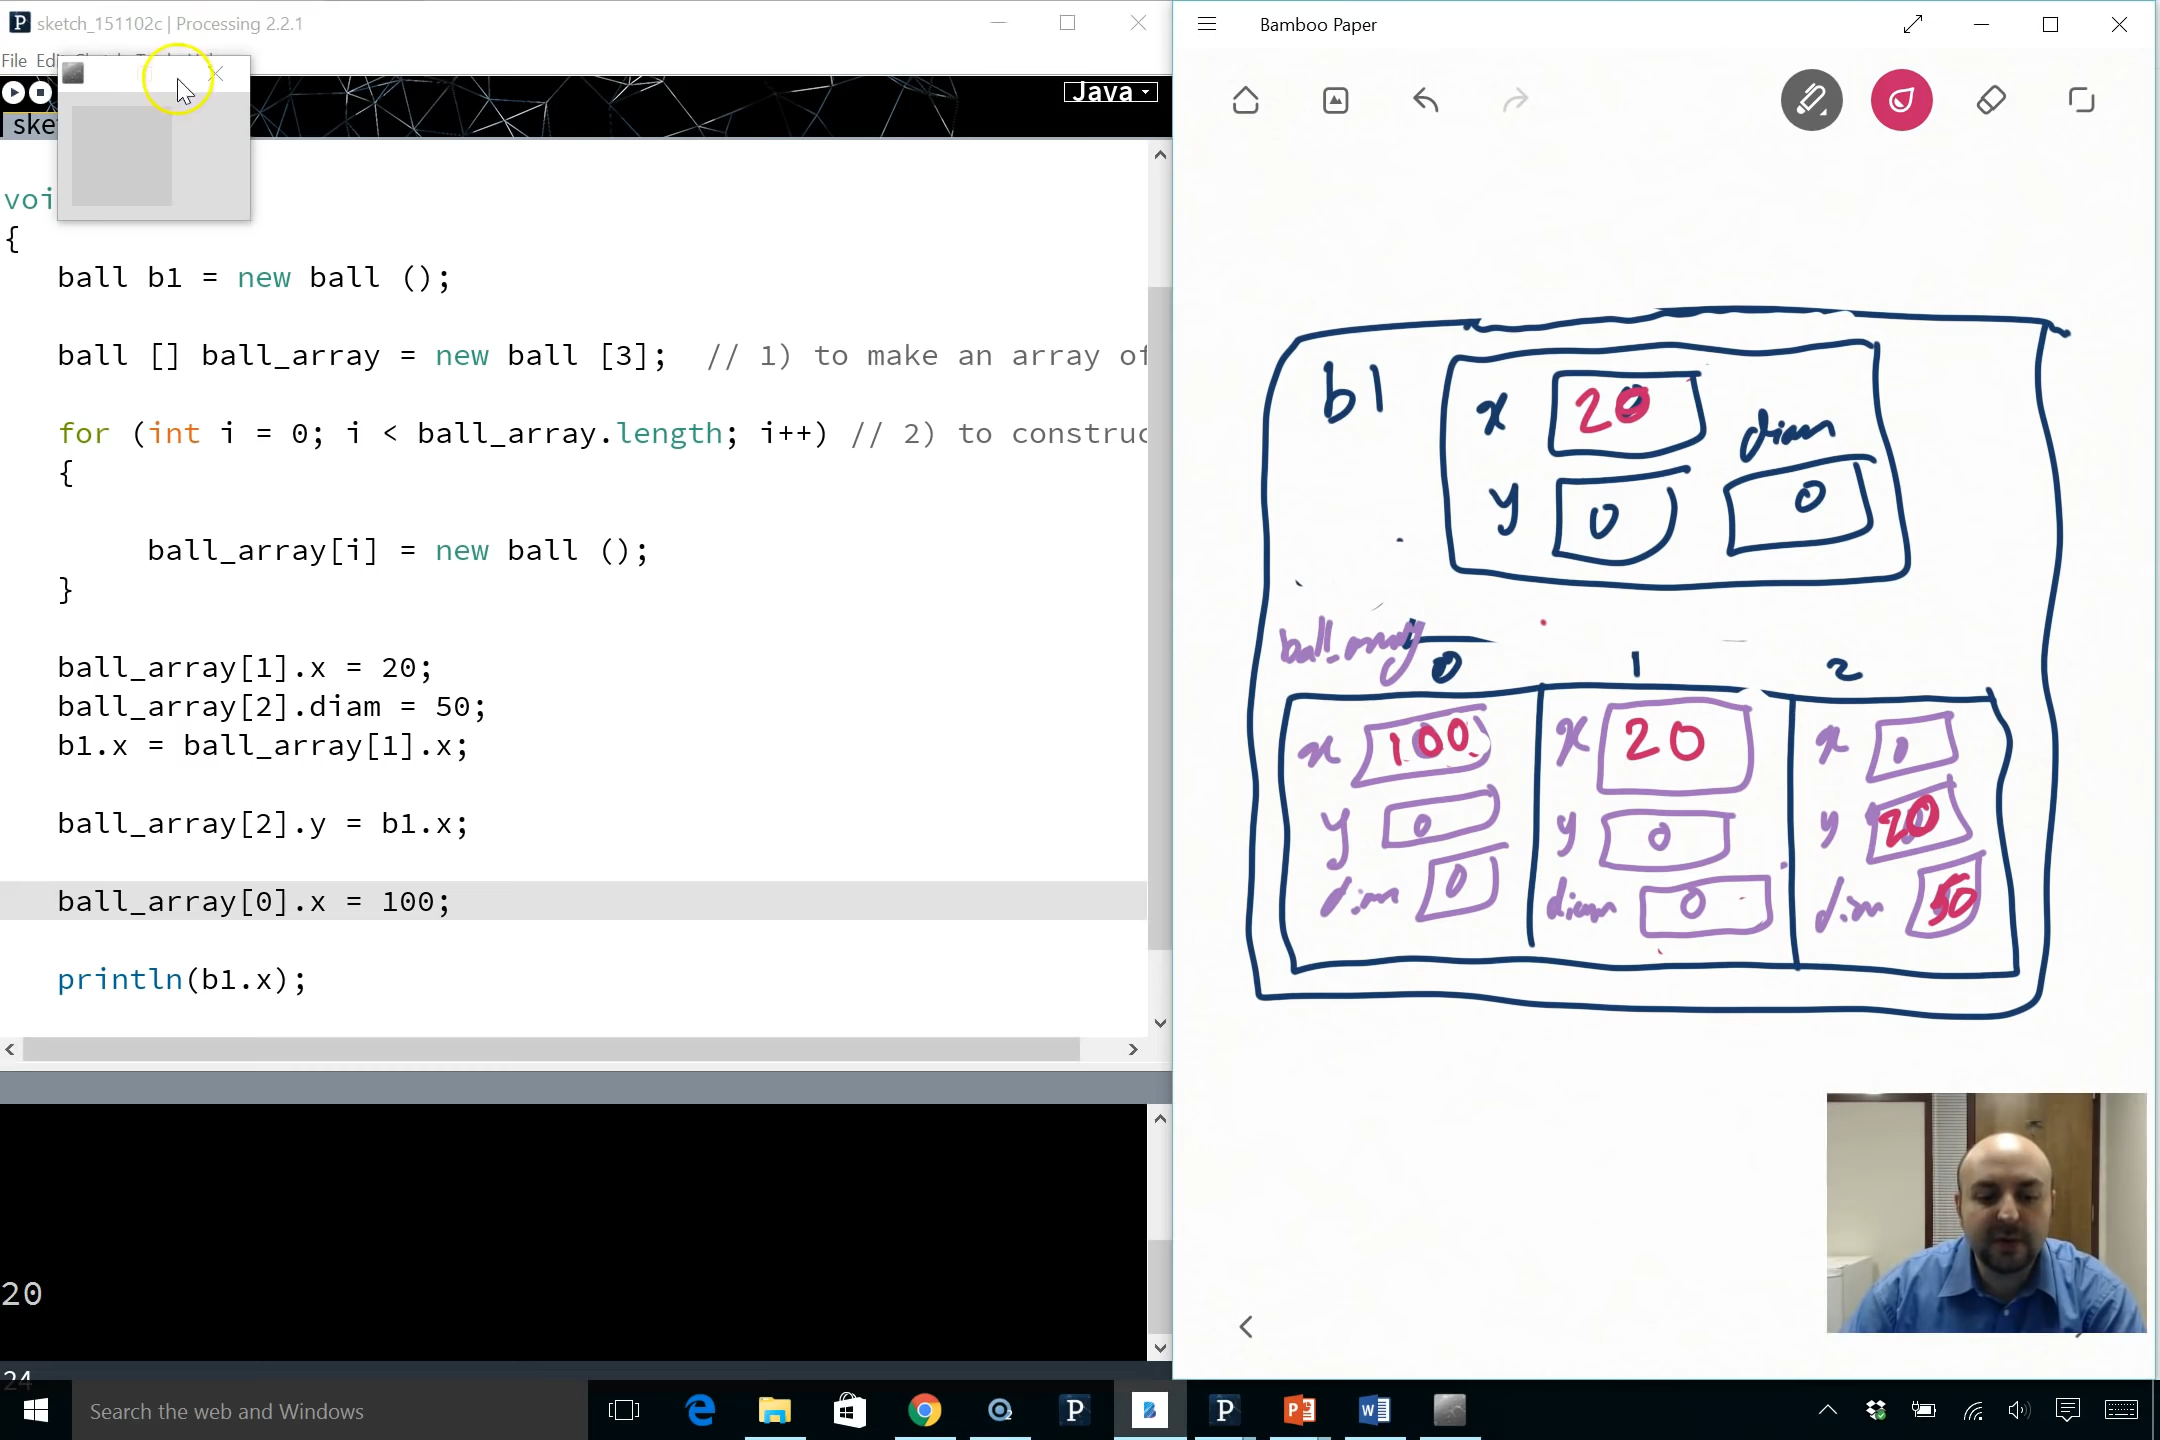 sketch_151102c | Processing 2.2.1
File
Java
ske
voi
{
ball b1 = new ball ();
ball [] ball_array = new ball [3];  // 1) to make an array of
for (int i = 0; i < ball_array.length; i++) // 2) to construc
{
ball_array[i] = new ball ();
}
ball_array[1].x = 20;
ball_array[2].diam = 50;
b1.x = ball_array[1].x;
ball_array[2].y = b1.x;
ball_array[0].x = 100;
println(b1.x);
20
24
Bamboo Paper
b1
x 20
diam
y 0 0
ball_array
0 1 2
x 100 x 20 x 0
y 0 y 0 y 20
diam 0 diam 0 diam 50
Search the web and Windows